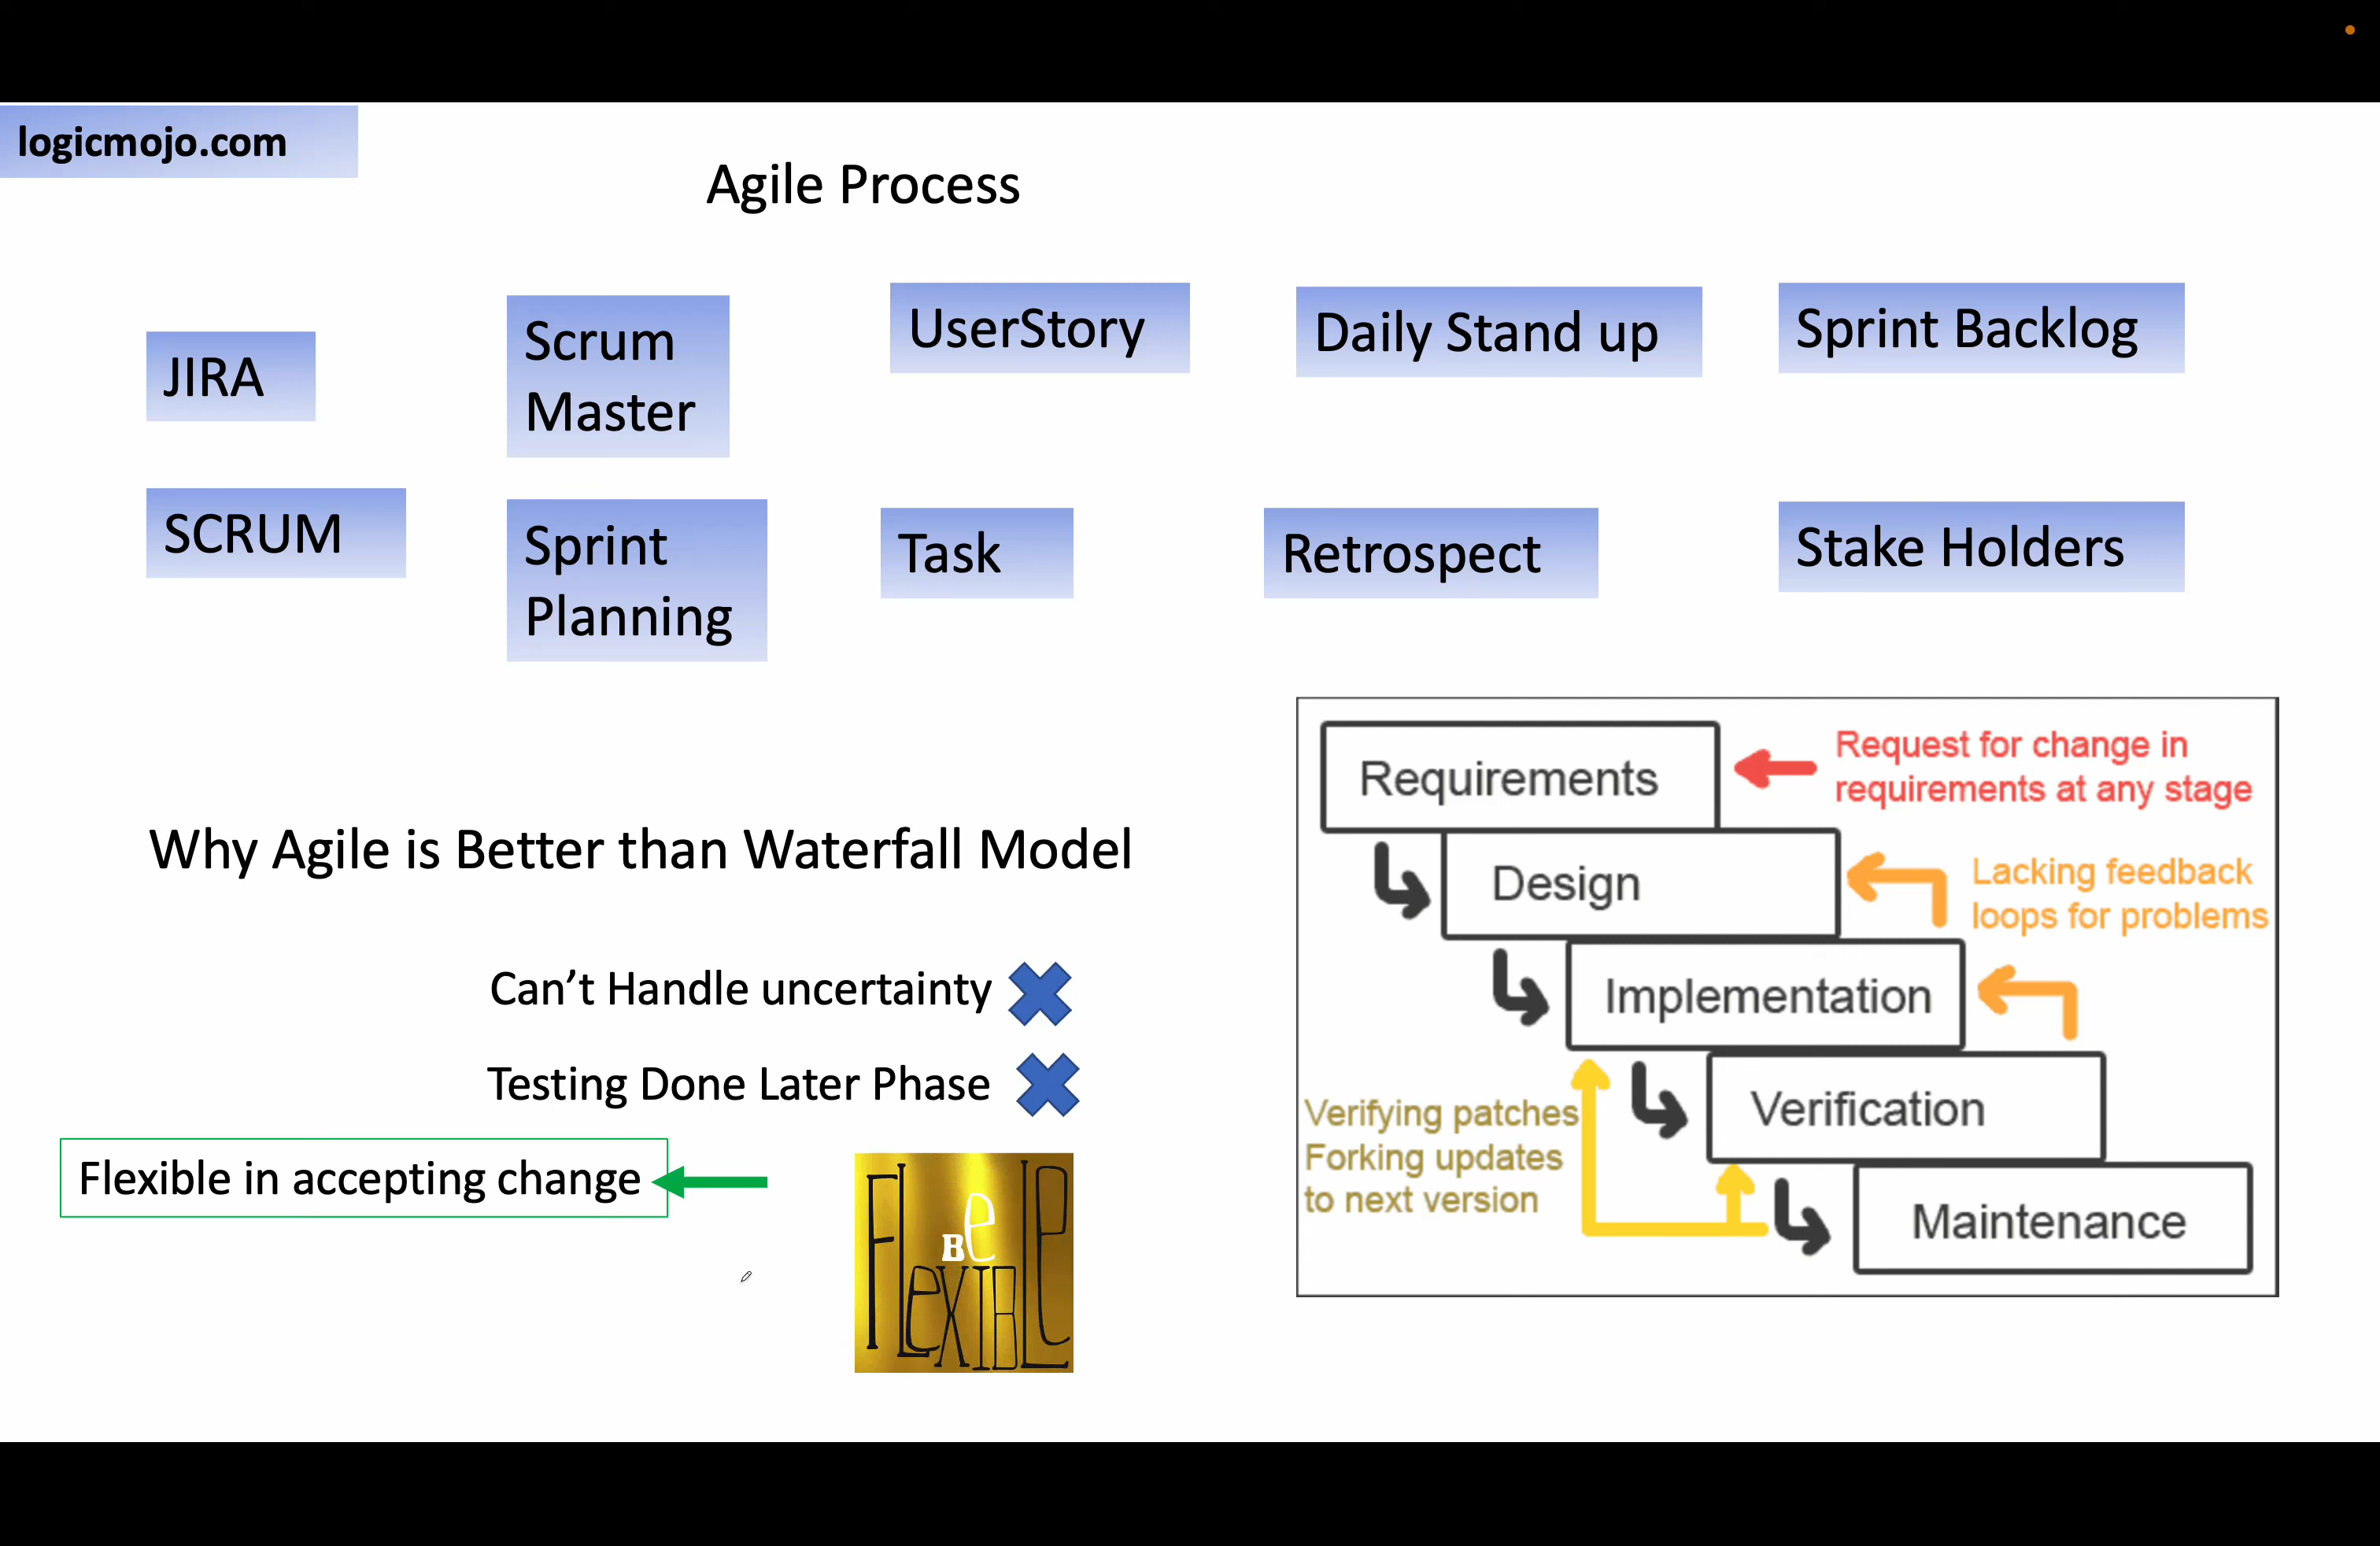 logicmojo.com
Agile Process
JIRA
Scrum
Master
UserStory
Daily Stand up
Sprint Backlog
SCRUM
Sprint
Planning
Task
Retrospect
Stake Holders
Why Agile is Better than Waterfall Model
Can’t Handle uncertainty
Testing Done Later Phase
Flexible in accepting change
Be
FLEXIBLE
FLexIBLe
Requirements
Request for change in
requirements at any stage
Design
Lacking feedback
loops for problems
Implementation
Verification
Verifying patches
Forking updates
to next version
Maintenance